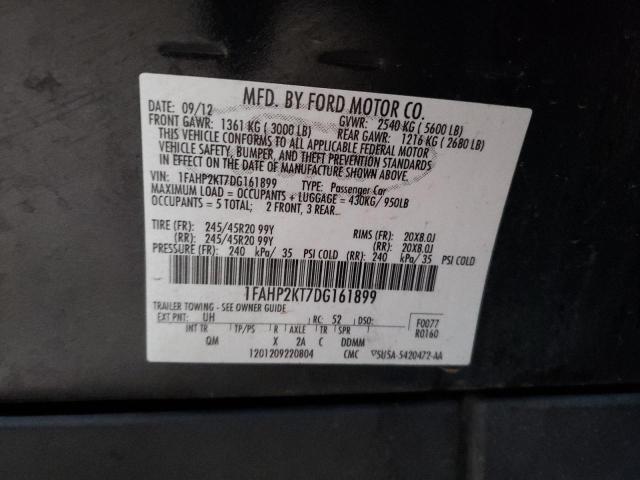 MFD. BY FORD MOTOR CO.
DATE: 09/12 GVWR: 2540 KG (5600 LB)
FRONT GAWR: 1361 KG (3000 LB) REAR GAWR: 1216 KG (2680 LB)
THIS VEHICLE CONFORMS TO ALL APPLICABLE FEDERAL MOTOR
VEHICLE SAFETY, BUMPER, AND THEFT PREVENTION STANDARDS
IN EFFECT ON THE DATE OF MANUFACTURE SHOWN ABOVE.
VIN: 1FAHP2KT7DG161899 TYPE: Passenger Car
MAXIMUM LOAD = OCCUPANTS + LUGGAGE = 430KG/950LB
OCCUPANTS = 5 TOTAL; 2 FRONT, 3 REAR
TIRE (FR): 245/45R20 99Y RIMS (FR): 20X8.0J
(RR): 245/45R20 99Y (RR): 20X8.0J
PRESSURE (FR): 240 kPa/ 35 PSI COLD (RR): 240 kPa/35 PSI COLD
1FAHP2KT7DG161899
TRAILER TOWING - SEE OWNER GUIDE
EXT PNT: UH RC: 52 DSO: F0077
INT TR TP/PS R AXLE TR SPR R0160
QM X 2A C DDMM
1201209220804 CMC 5USA-5420472-AA